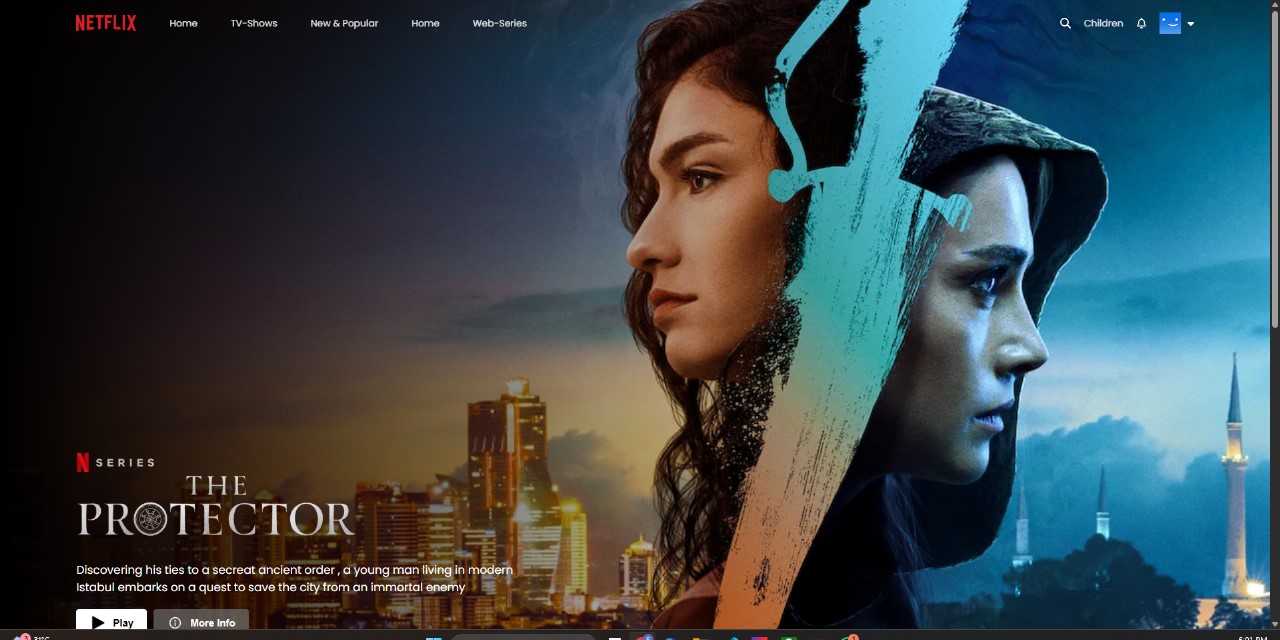 NETFLIX Home TV-Shows New & Popular Home Web-Series Children
N SERIES
THE
PROTECTOR
Discovering his ties to a secreat ancient order , a young man living in modern
Istabul embarks on a quest to save the city from an immortal enemy
Play More Info